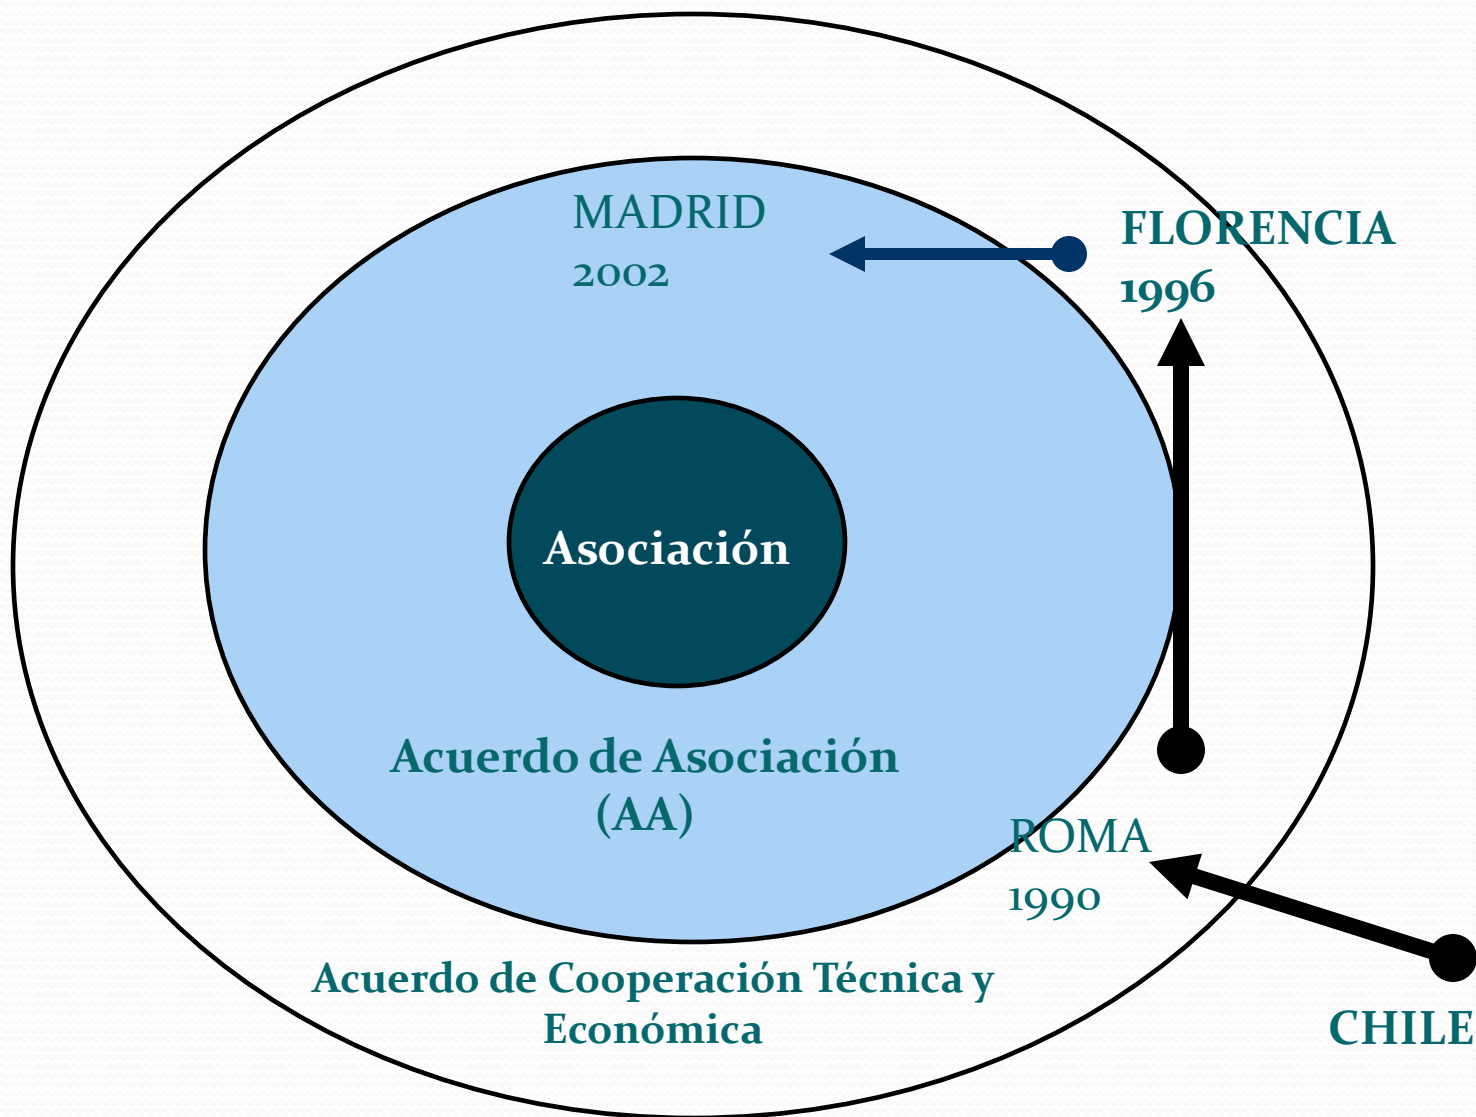 MADRID
2002
FLORENCIA
1996
Asociación
Acuerdo de Asociación
(AA)
ROMA
1990
Acuerdo de Cooperación Técnica y
Económica
CHILE